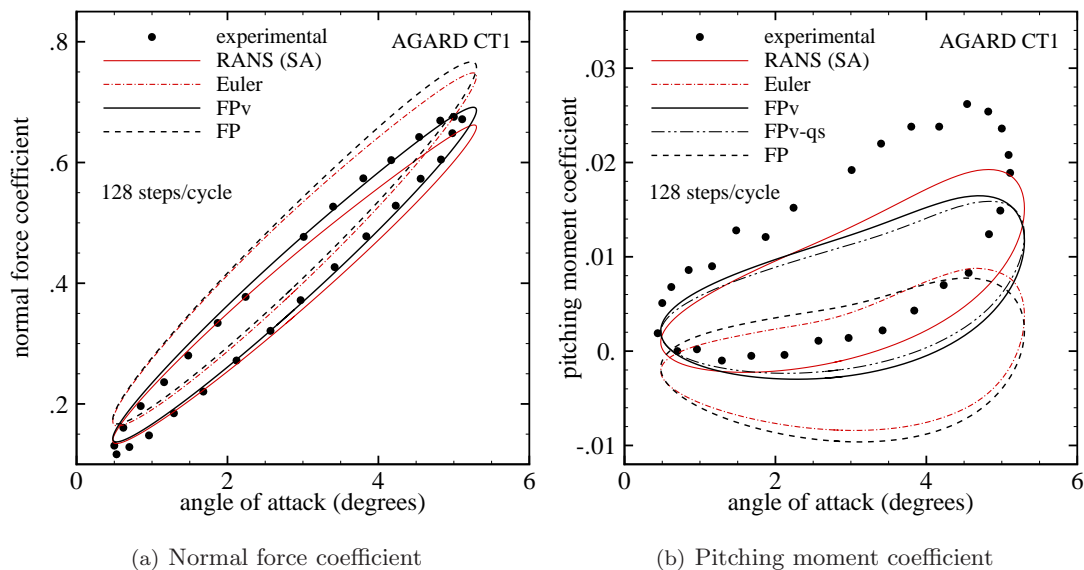 AGARD CT1
experimental
RANS (SA)
Euler
FPv
FP
128 steps/cycle
normal force coefficient
.8
.6
.4
.2
0
2
4
6
angle of attack (degrees)
(a) Normal force coefficient
AGARD CT1
experimental
RANS (SA)
Euler
FPv
FPv-qs
FP
128 steps/cycle
pitching moment coefficient
.03
.02
.01
0.
-.01
0
2
4
6
angle of attack (degrees)
(b) Pitching moment coefficient